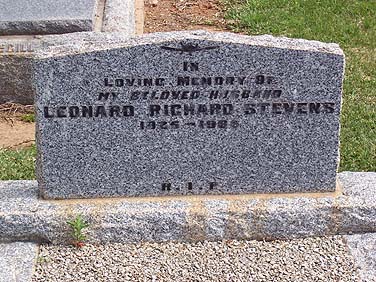 IN
LOVING MEMORY OF
MY BELOVED HUSBAND
LEONARD RICHARD STEVENS
R.I.P.